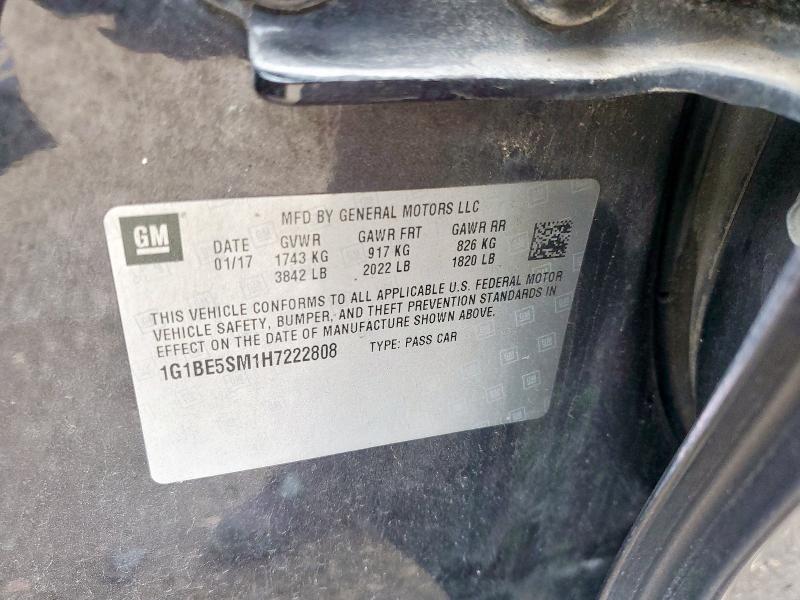 GM
MFD BY GENERAL MOTORS LLC
DATE GVWR GAWR FRT GAWR RR
01/17 1743 KG 917 KG 826 KG
3842 LB 2022 LB 1820 LB
THIS VEHICLE CONFORMS TO ALL APPLICABLE U.S. FEDERAL MOTOR
VEHICLE SAFETY, BUMPER, AND THEFT PREVENTION STANDARDS IN
EFFECT ON THE DATE OF MANUFACTURE SHOWN ABOVE.
1G1BE5SM1H7222808 TYPE: PASS CAR